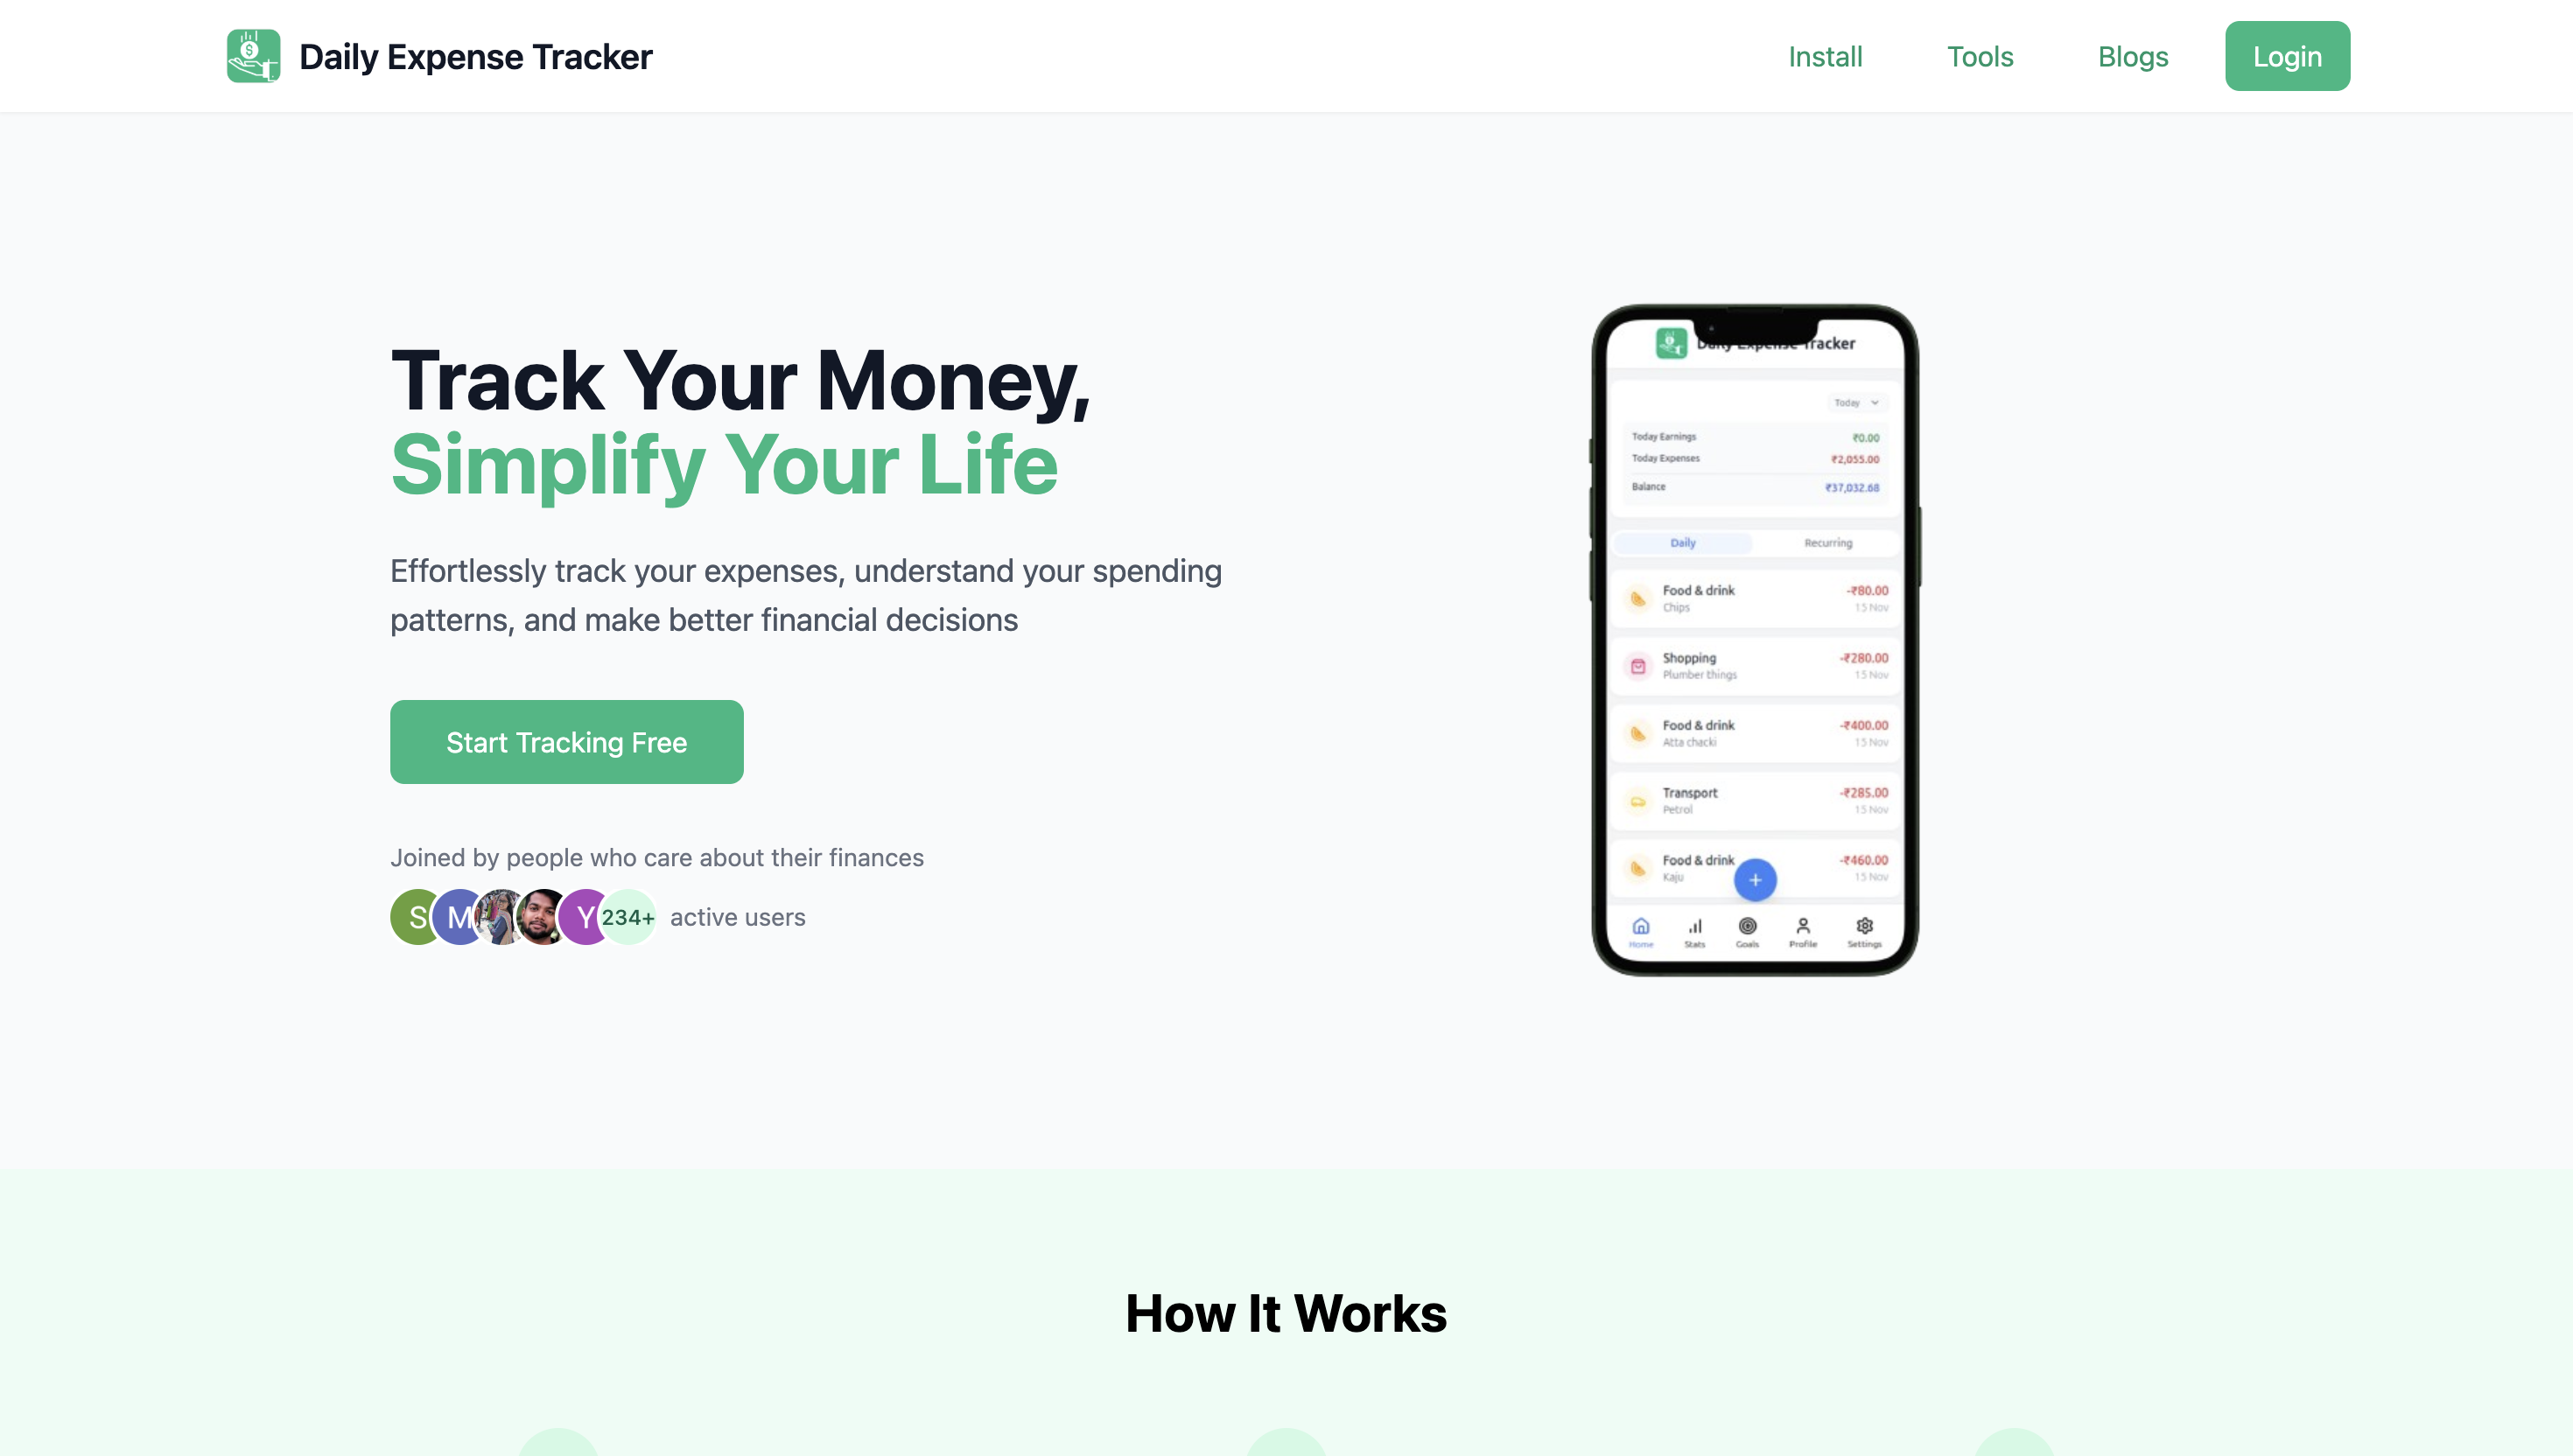 Daily Expense Tracker
Install
Tools
Blogs
Login
Track Your Money,
Simplify Your Life
Effortlessly track your expenses, understand your spending
patterns, and make better financial decisions
Start Tracking Free
Joined by people who care about their finances
S
M
Y
234+
active users
Daily Expense Tracker
Today
Today Earnings ₹0.00
Today Expenses ₹2,055.00
Balance ₹37,032.68
Daily Recurring
Food & drink -₹80.00
Chips 15 Nov
Shopping -₹280.00
Plumber things 15 Nov
Food & drink -₹400.00
Atta chacki 15 Nov
Transport -₹285.00
Petrol 15 Nov
Food & drink -₹460.00
Kaju 15 Nov
+
Home Stats Goals Profile Settings
How It Works